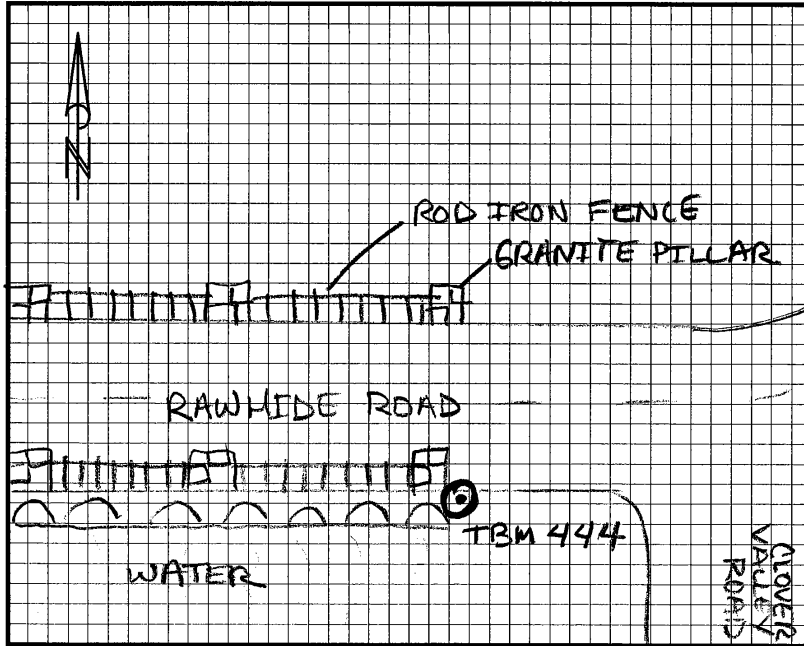 N
ROD IRON FENCE
GRANITE PILLAR
RAWHIDE ROAD
TBM 444
WATER
CLOVER
VALLEY
ROAD